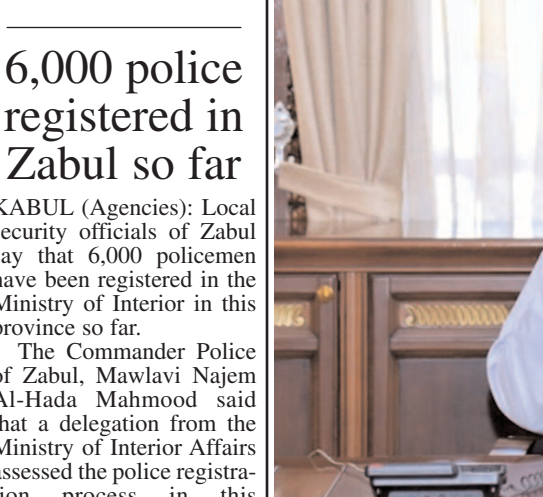 6,000 police
registered in
Zabul so far
KABUL (Agencies): Local
security officials of Zabul
say that 6,000 policemen
have been registered in the
Ministry of Interior in this
province so far.
The Commander Police
of Zabul, Mawlavi Najem
Al-Hada Mahmood said
that a delegation from the
Ministry of Interior Affairs
assessed the police registra-
tion process in this